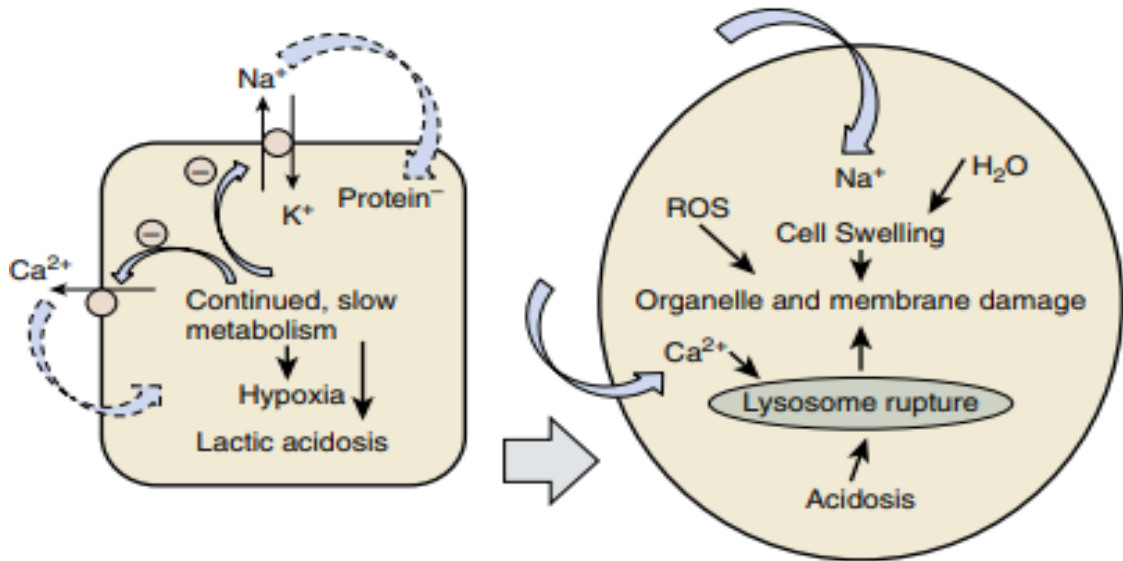 Na⁺
K⁺
Protein⁻
−
−
Ca²⁺
Continued, slow
metabolism
Hypoxia
Lactic acidosis
Na⁺
H₂O
ROS
Cell Swelling
Organelle and membrane damage
Ca²⁺
Lysosome rupture
Acidosis